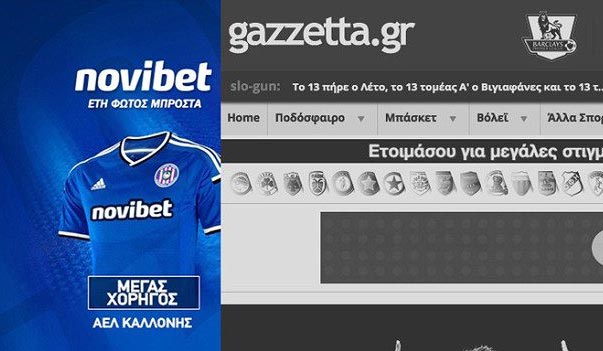 novibet
ΕΤΗ ΦΩΤΟΣ ΜΠΡΟΣΤΑ
adidas
novibet
ΜΕΓΑΣ
ΧΟΡΗΓΟΣ
ΑΕΛ ΚΑΛΛΟΝΗΣ
gazzetta.gr
BARCLAYS
slo-gun: Το 13 πήρε ο Λέτο, το 13 τομέας Α' ο Βιγιαφάνες και το 13 τ..
Home Ποδόσφαιρο Μπάσκετ Βόλεϊ Άλλα Σπορ
Ετοιμάσου για μεγάλες στιγμ